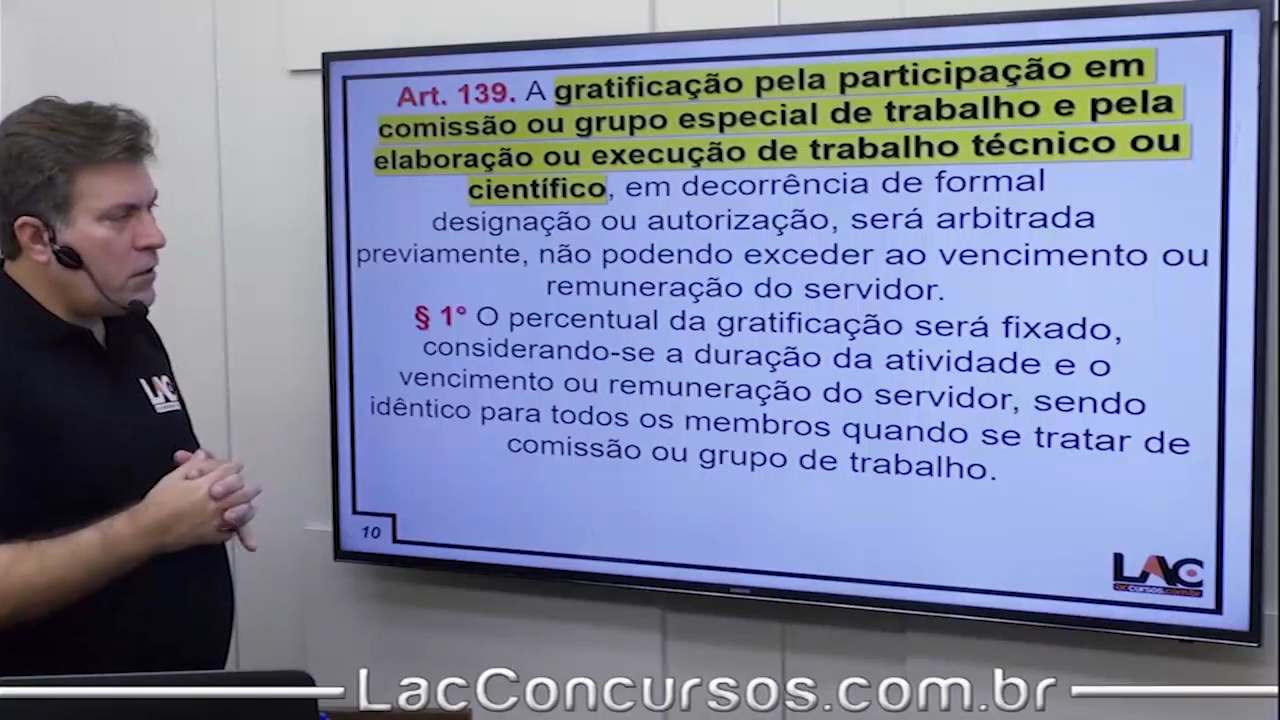 Art. 139. A gratificação pela participação em
comissão ou grupo especial de trabalho e pela
elaboração ou execução de trabalho técnico ou
científico, em decorrência de formal
designação ou autorização, será arbitrada
previamente, não podendo exceder ao vencimento ou
remuneração do servidor.
§ 1° O percentual da gratificação será fixado,
considerando-se a duração da atividade e o
vencimento ou remuneração do servidor, sendo
idêntico para todos os membros quando se tratar de
comissão ou grupo de trabalho.
10
LAC
laccursos.com.br
LAC
LacConcursos.com.br